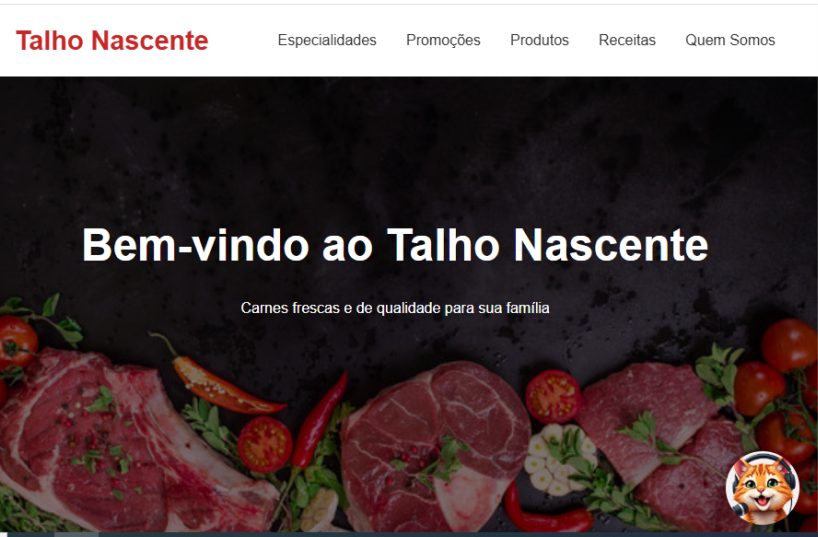 Talho Nascente
Especialidades Promoções Produtos Receitas Quem Somos
Bem-vindo ao Talho Nascente
Carnes frescas e de qualidade para sua família